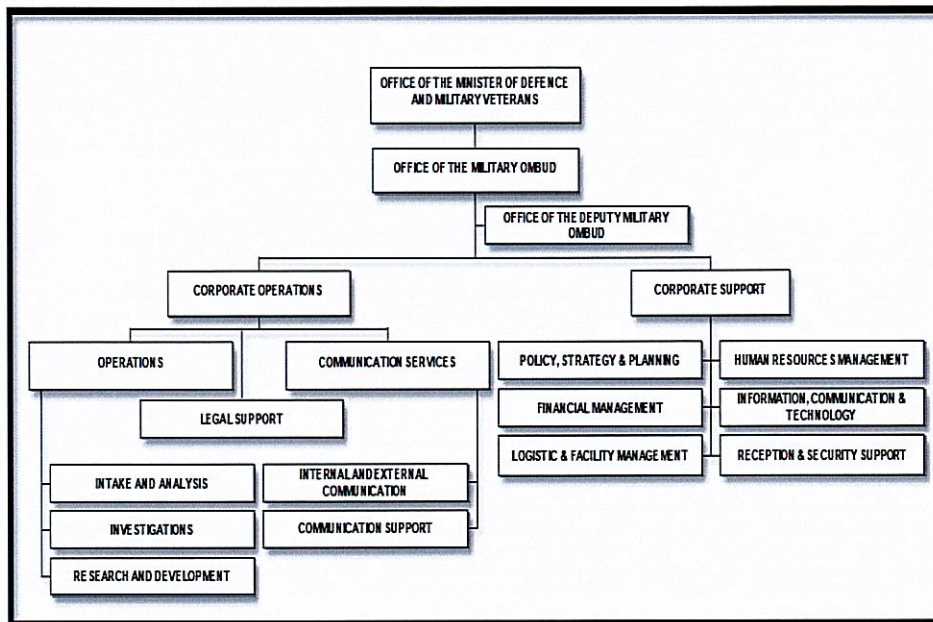 OFFICE OF THE MINISTER OF DEFENCE
AND MILITARY VETERANS
OFFICE OF THE MILITARY OMBUD
OFFICE OF THE DEPUTY MILITARY
OMBUD
CORPORATE OPERATIONS
CORPORATE SUPPORT
OPERATIONS
COMMUNICATION SERVICES
LEGAL SUPPORT
INTAKE AND ANALYSIS
INVESTIGATIONS
RESEARCH AND DEVELOPMENT
INTERNAL AND EXTERNAL
COMMUNICATION
COMMUNICATION SUPPORT
POLICY, STRATEGY & PLANNING
HUMAN RESOURCES MANAGEMENT
FINANCIAL MANAGEMENT
INFORMATION, COMMUNICATION &
TECHNOLOGY
LOGISTIC & FACILITY MANAGEMENT
RECEPTION & SECURITY SUPPORT